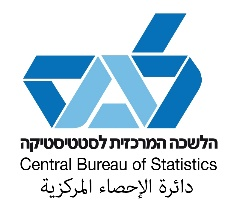 הלשכה המרכזית לסטטיסטיקה
Central Bureau of Statistics
دائرة الإحصاء المركزية